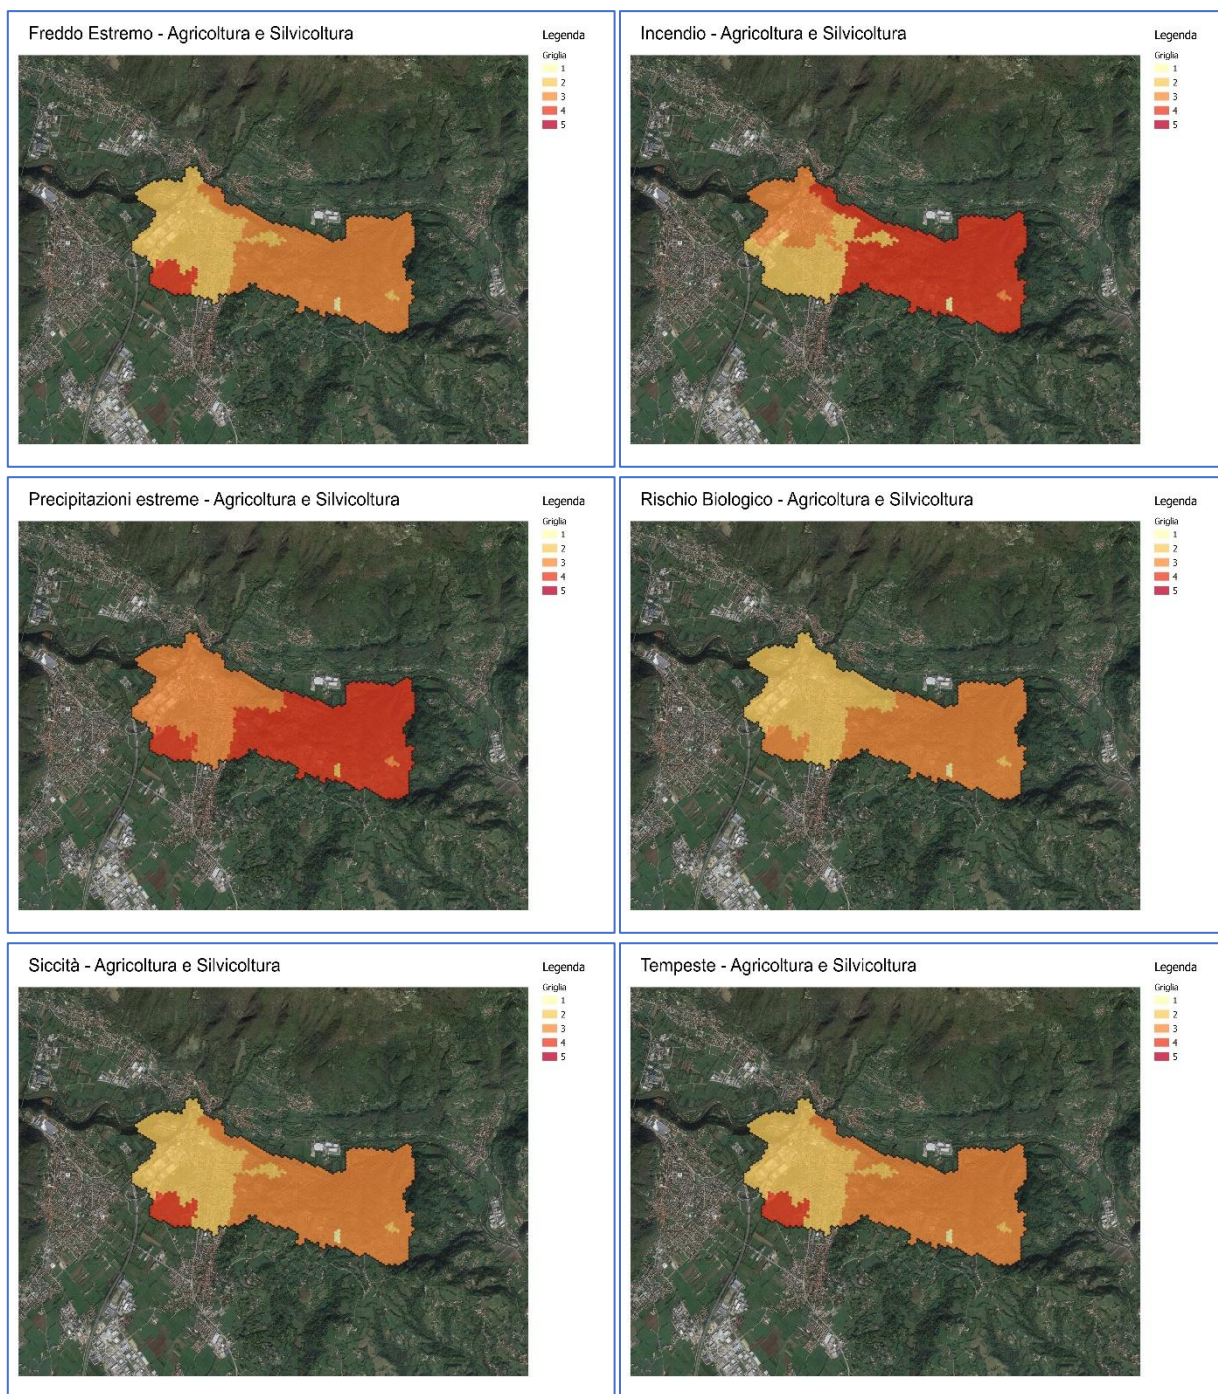 Freddo Estremo - Agricoltura e Silvicoltura
Legenda
Griglia
1
2
3
4
5
Incendio - Agricoltura e Silvicoltura
Legenda
Griglia
1
2
3
4
5
Precipitazioni estreme - Agricoltura e Silvicoltura
Legenda
Griglia
1
2
3
4
5
Rischio Biologico - Agricoltura e Silvicoltura
Legenda
Griglia
1
2
3
4
5
Siccità - Agricoltura e Silvicoltura
Legenda
Griglia
1
2
3
4
5
Tempeste - Agricoltura e Silvicoltura
Legenda
Griglia
1
2
3
4
5